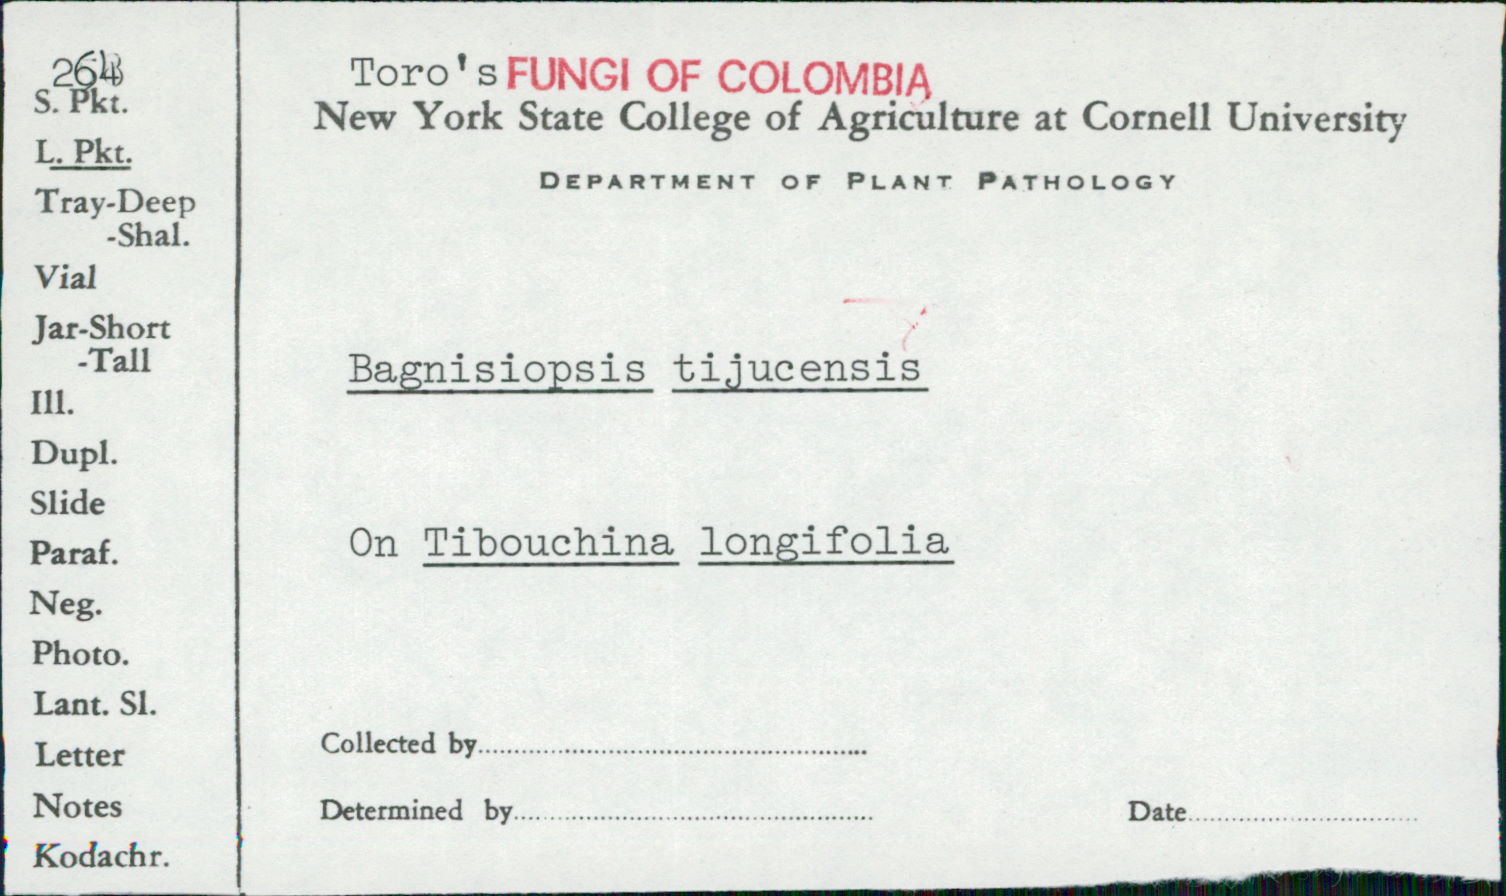 S. Pkt.
L. Pkt.
Tray-Deep
-Shal.
Vial
Jar-Short
-Tall
Ill.
Dupl.
Slide
Paraf.
Neg.
Photo.
Lant. Sl.
Letter
Notes
Kodachr.
Toro's FUNGI OF COLOMBIA
New York State College of Agriculture at Cornell University
DEPARTMENT OF PLANT PATHOLOGY
Bagnisiopsis tijucensis
On Tibouchina longifolia
Collected by
Determined by
Date